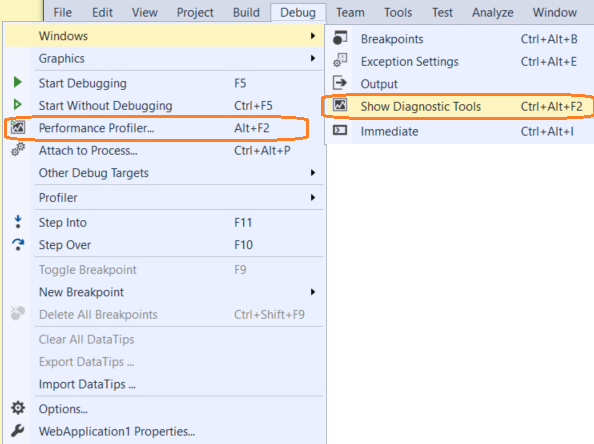 File Edit View Project Build Debug Team Tools Test Analyze Window
Windows
Graphics
Start Debugging F5
Start Without Debugging Ctrl+F5
Performance Profiler... Alt+F2
Attach to Process... Ctrl+Alt+P
Other Debug Targets
Profiler
Step Into F11
Step Over F10
Toggle Breakpoint F9
New Breakpoint
Delete All Breakpoints Ctrl+Shift+F9
Clear All DataTips
Export DataTips ...
Import DataTips ...
Options...
WebApplication1 Properties...
Breakpoints Ctrl+Alt+B
Exception Settings Ctrl+Alt+E
Output
Show Diagnostic Tools Ctrl+Alt+F2
Immediate Ctrl+Alt+I